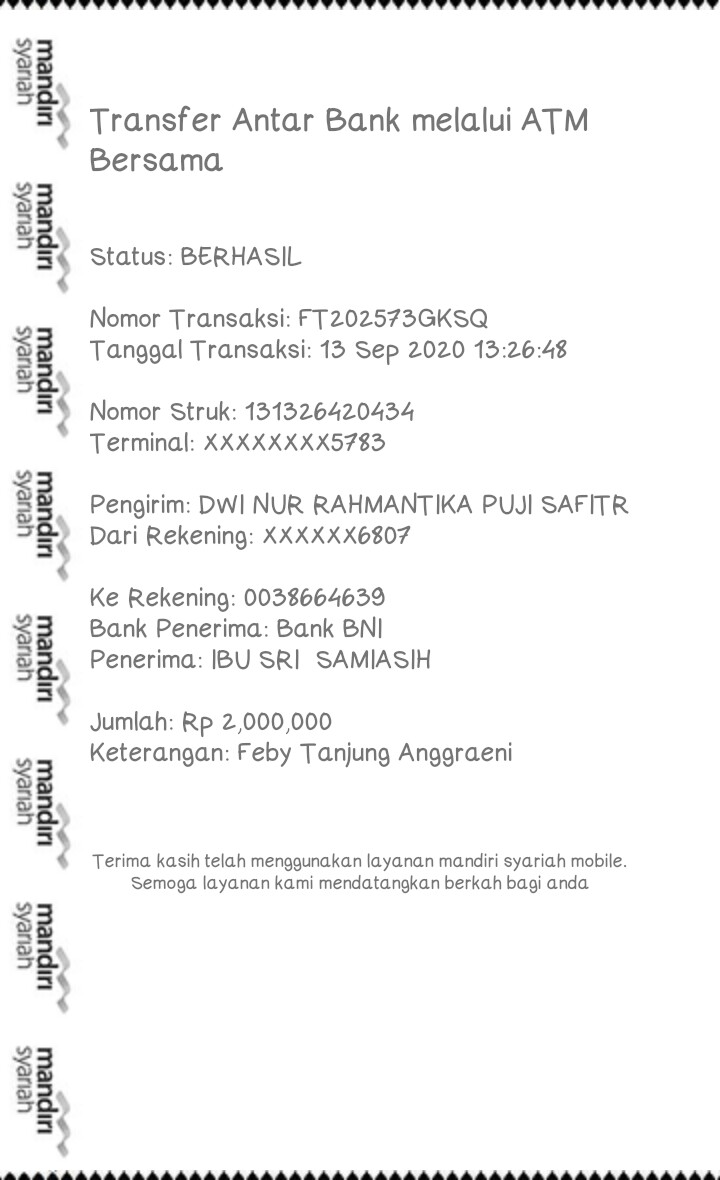 mandiri
syariah
mandiri
syariah
mandiri
syariah
mandiri
syariah
mandiri
syariah
mandiri
syariah
mandiri
syariah
mandiri
syariah
Transfer Antar Bank melalui ATM
Bersama
Status: BERHASIL
Nomor Transaksi: FT202573GKSQ
Tanggal Transaksi: 13 Sep 2020 13:26:48
Nomor Struk: 131326420434
Terminal: XXXXXXXX5783
Pengirim: DWI NUR RAHMANTIKA PUJI SAFITR
Dari Rekening: XXXXXX6807
Ke Rekening: 0038664639
Bank Penerima: Bank BNI
Penerima: IBU SRI  SAMIASIH
Jumlah: Rp 2,000,000
Keterangan: Feby Tanjung Anggraeni
Terima kasih telah menggunakan layanan mandiri syariah mobile.
Semoga layanan kami mendatangkan berkah bagi anda